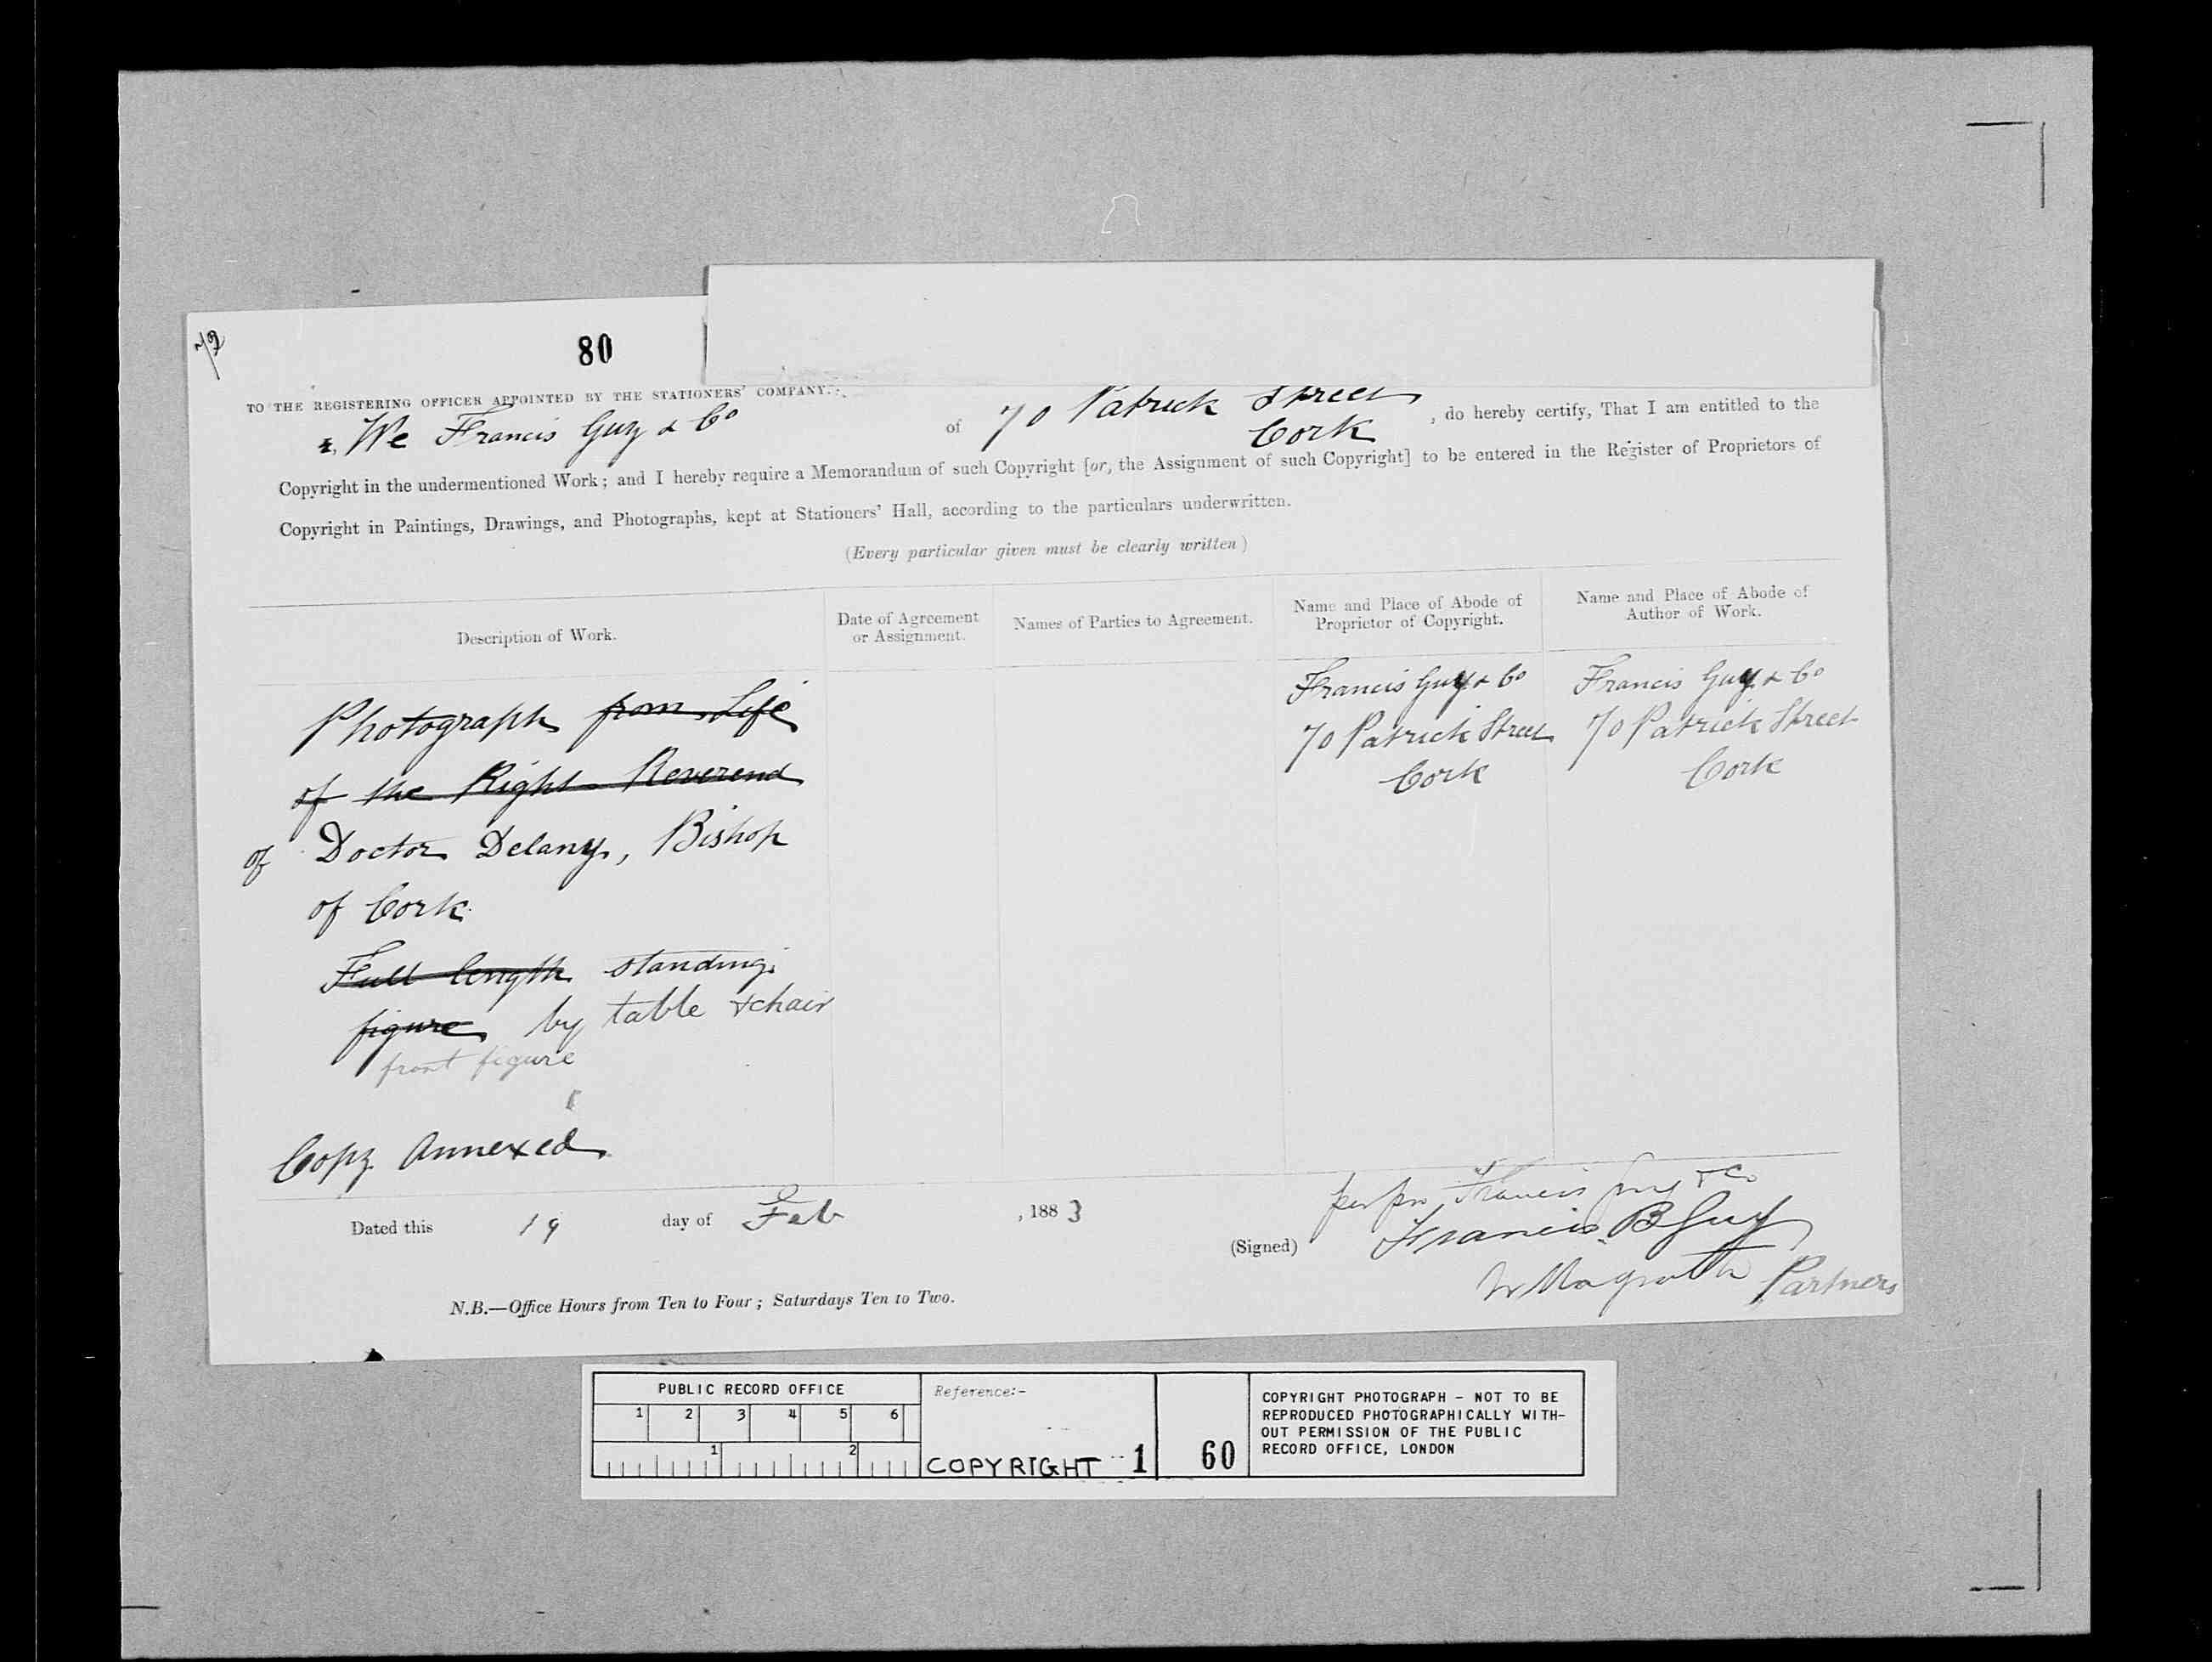 80
TO THE REGISTERING OFFICER APPOINTED BY THE STATIONERS' COMPANY.
We Francis Guy & Co of 70 Patrick Street Cork, do hereby certify, That I am entitled to the
Copyright in the undermentioned Work; and I hereby require a Memorandum of such Copyright [or, the Assignment of such Copyright] to be entered in the Register of Proprietors of
Copyright in Paintings, Drawings, and Photographs, kept at Stationers' Hall, according to the particulars underwritten.
(Every particular given must be clearly written)
Description of Work.
Date of Agreement
or Assignment.
Names of Parties to Agreement.
Name and Place of Abode of
Proprietor of Copyright.
Name and Place of Abode of
Author of Work.
Photograph from Life
of the Right Reverend
of Doctor Delany, Bishop
of Cork.
Full length standing
figure by table & chair
front figure
Copy Annexed
Francis Guy & Co
70 Patrick Street
Cork
Francis Guy & Co
70 Patrick Street
Cork
Dated this 19 day of Feb, 1883
(Signed)
per pro Francis Guy & Co
Francis B Guy
W Magrath Partners
N.B.—Office Hours from Ten to Four; Saturdays Ten to Two.
PUBLIC RECORD OFFICE
1 2 3 4 5 6
1 2
Reference:-
COPYRIGHT 1
60
COPYRIGHT PHOTOGRAPH - NOT TO BE
REPRODUCED PHOTOGRAPHICALLY WITH-
OUT PERMISSION OF THE PUBLIC
RECORD OFFICE, LONDON